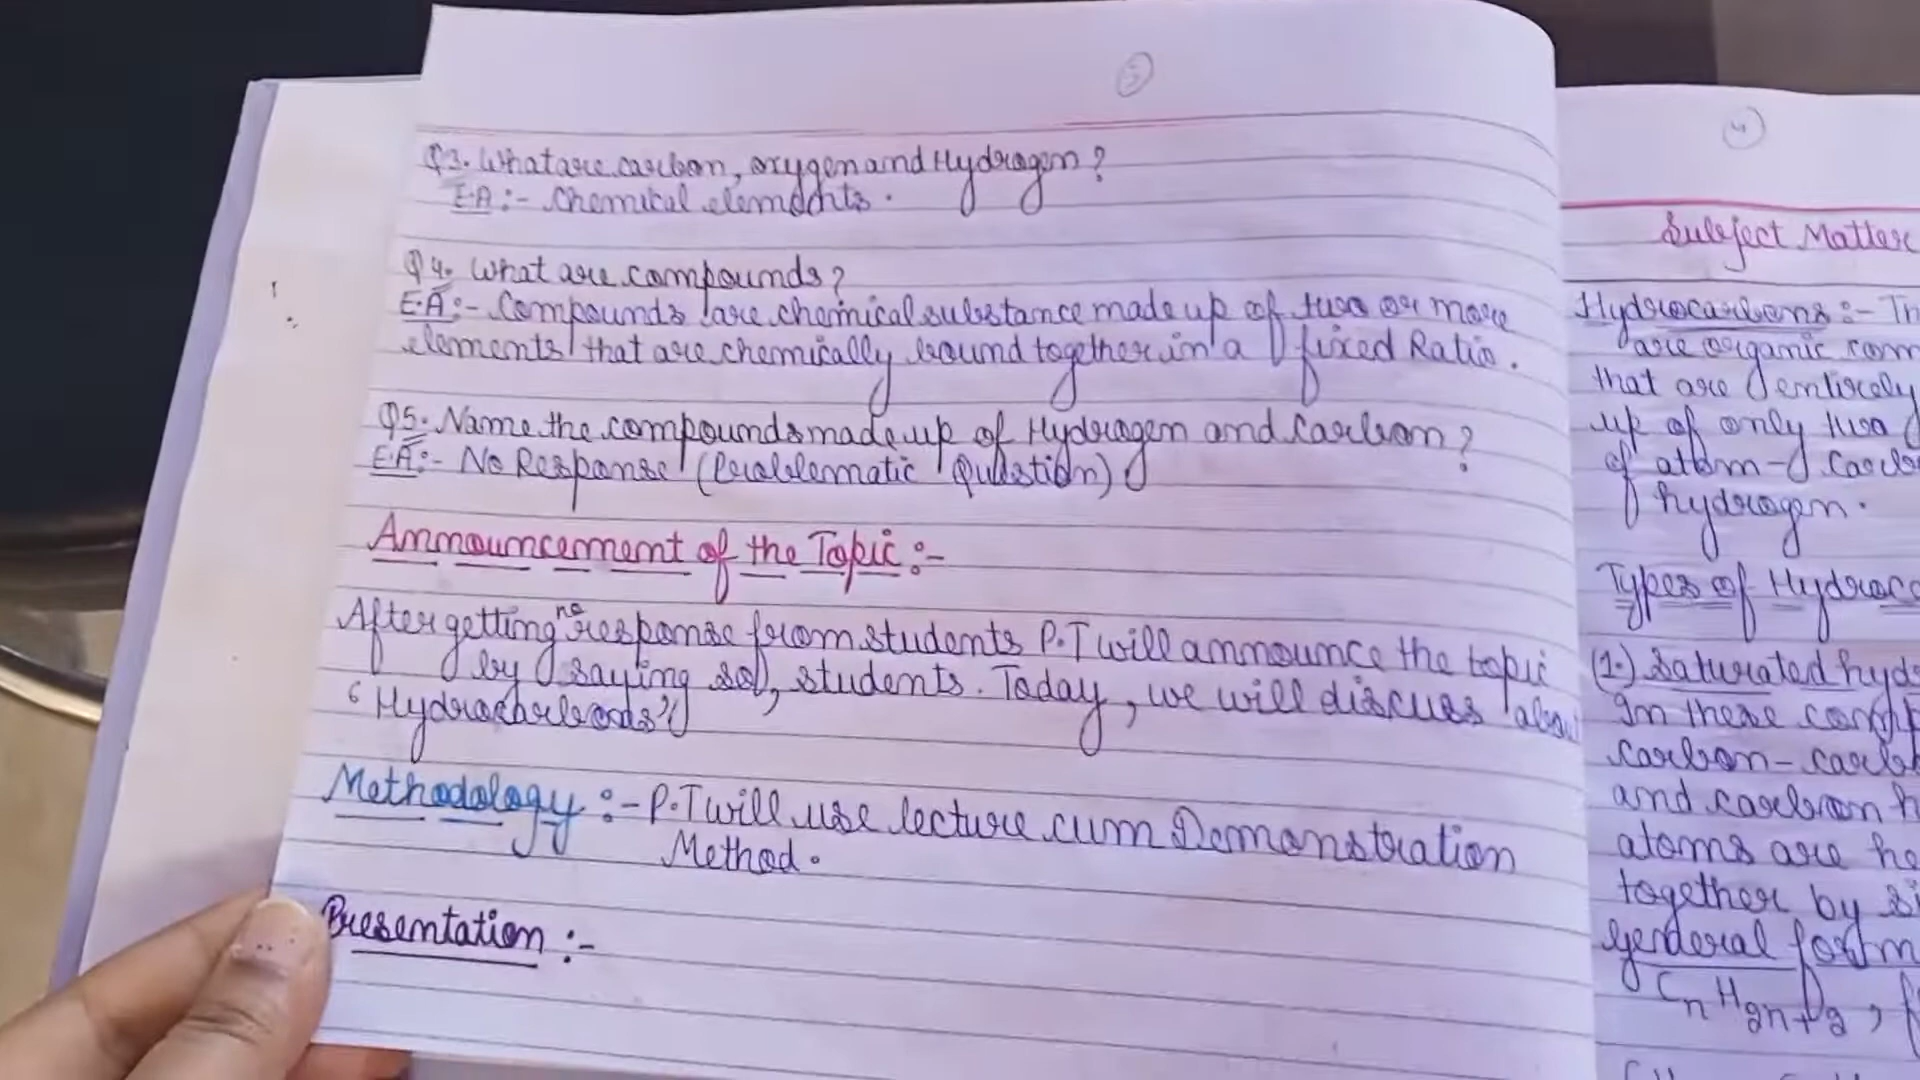 Q3. What are carbon, oxygen and Hydrogen?
E.A :- Chemical elements.
Q4. What are compounds?
E.A :- Compounds are chemical substance made up of two or more
elements that are chemically bound together in a fixed Ratio.
Q5. Name the compounds made up of Hydrogen and Carbon?
E.A :- No Response (Problematic Question)
Announcement of the Topic :-
After getting no response from students P.T will announce the topic
by saying so, students. Today, we will discuss about
'Hydrocarbons'
Methodology :- P.T will use lecture cum Demonstration
Method.
Presentation :-
4
Subject Matter
Hydrocarbons :- Th
are organic com
that are entirely
up of only two
of atom - Carb
hydrogen.
Types of Hydroca
(1.) Saturated hyd
In these comp
carbon-carb
and carbon h
atoms are he
together by si
general form
CnH2n+2, f